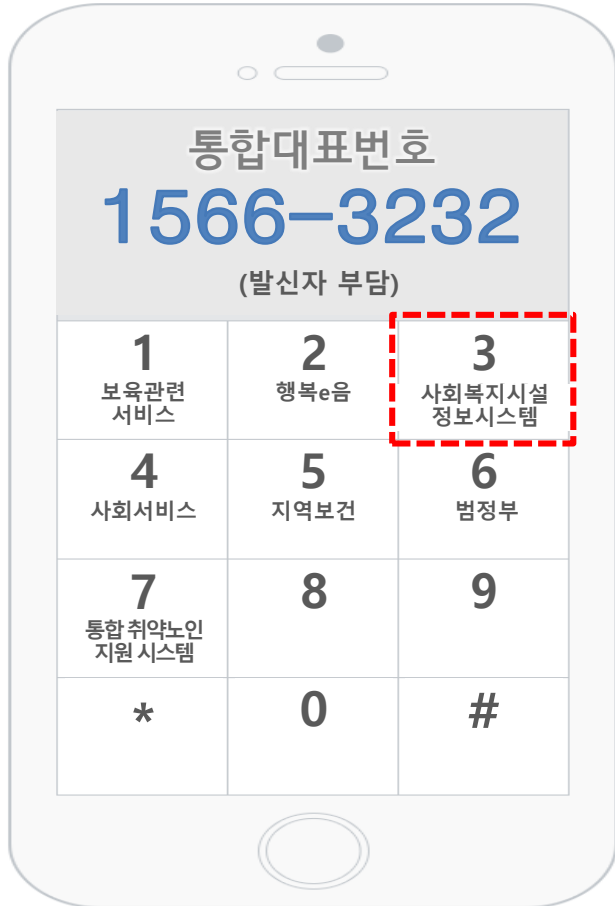 통합대표번호
1566-3232
(발신자 부담)
1
보육관련
서비스
2
행복e음
3
사회복지시설
정보시스템
4
사회서비스
5
지역보건
6
범정부
7
통합 취약노인
지원 시스템
8
9
*
0
#